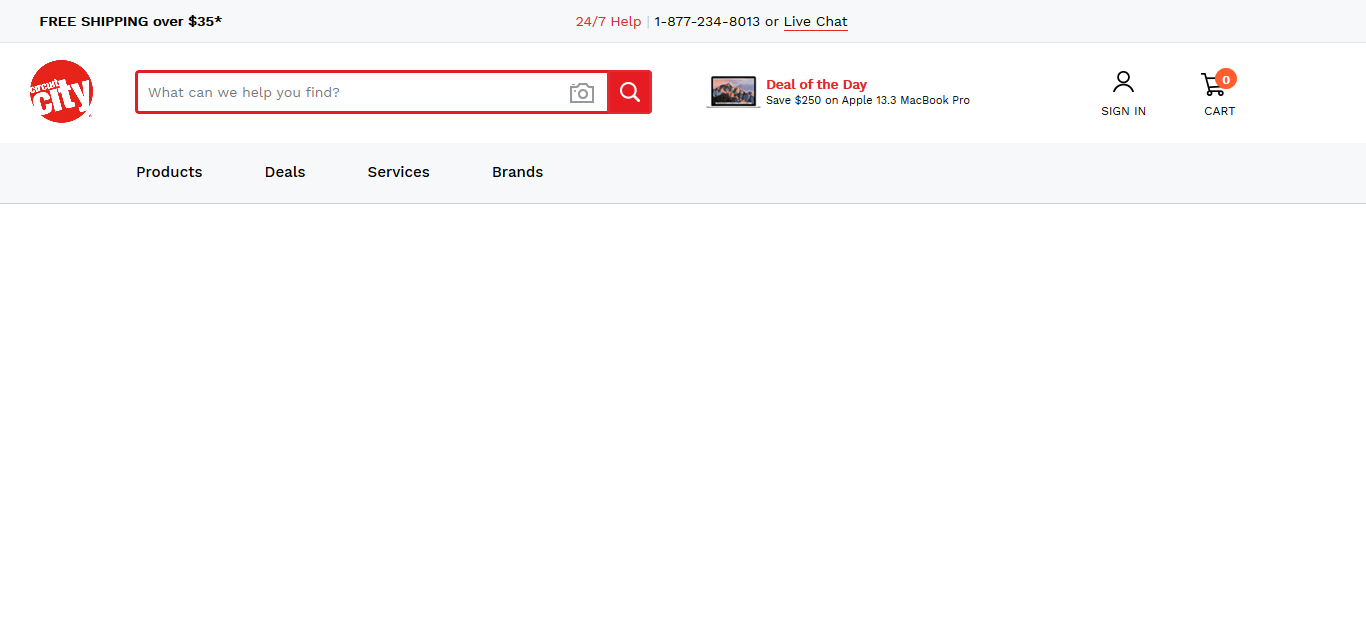 FREE SHIPPING over $35*
24/7 Help | 1-877-234-8013 or Live Chat
circuit
city
What can we help you find?
Deal of the Day
Save $250 on Apple 13.3 MacBook Pro
SIGN IN
0
CART
Products
Deals
Services
Brands